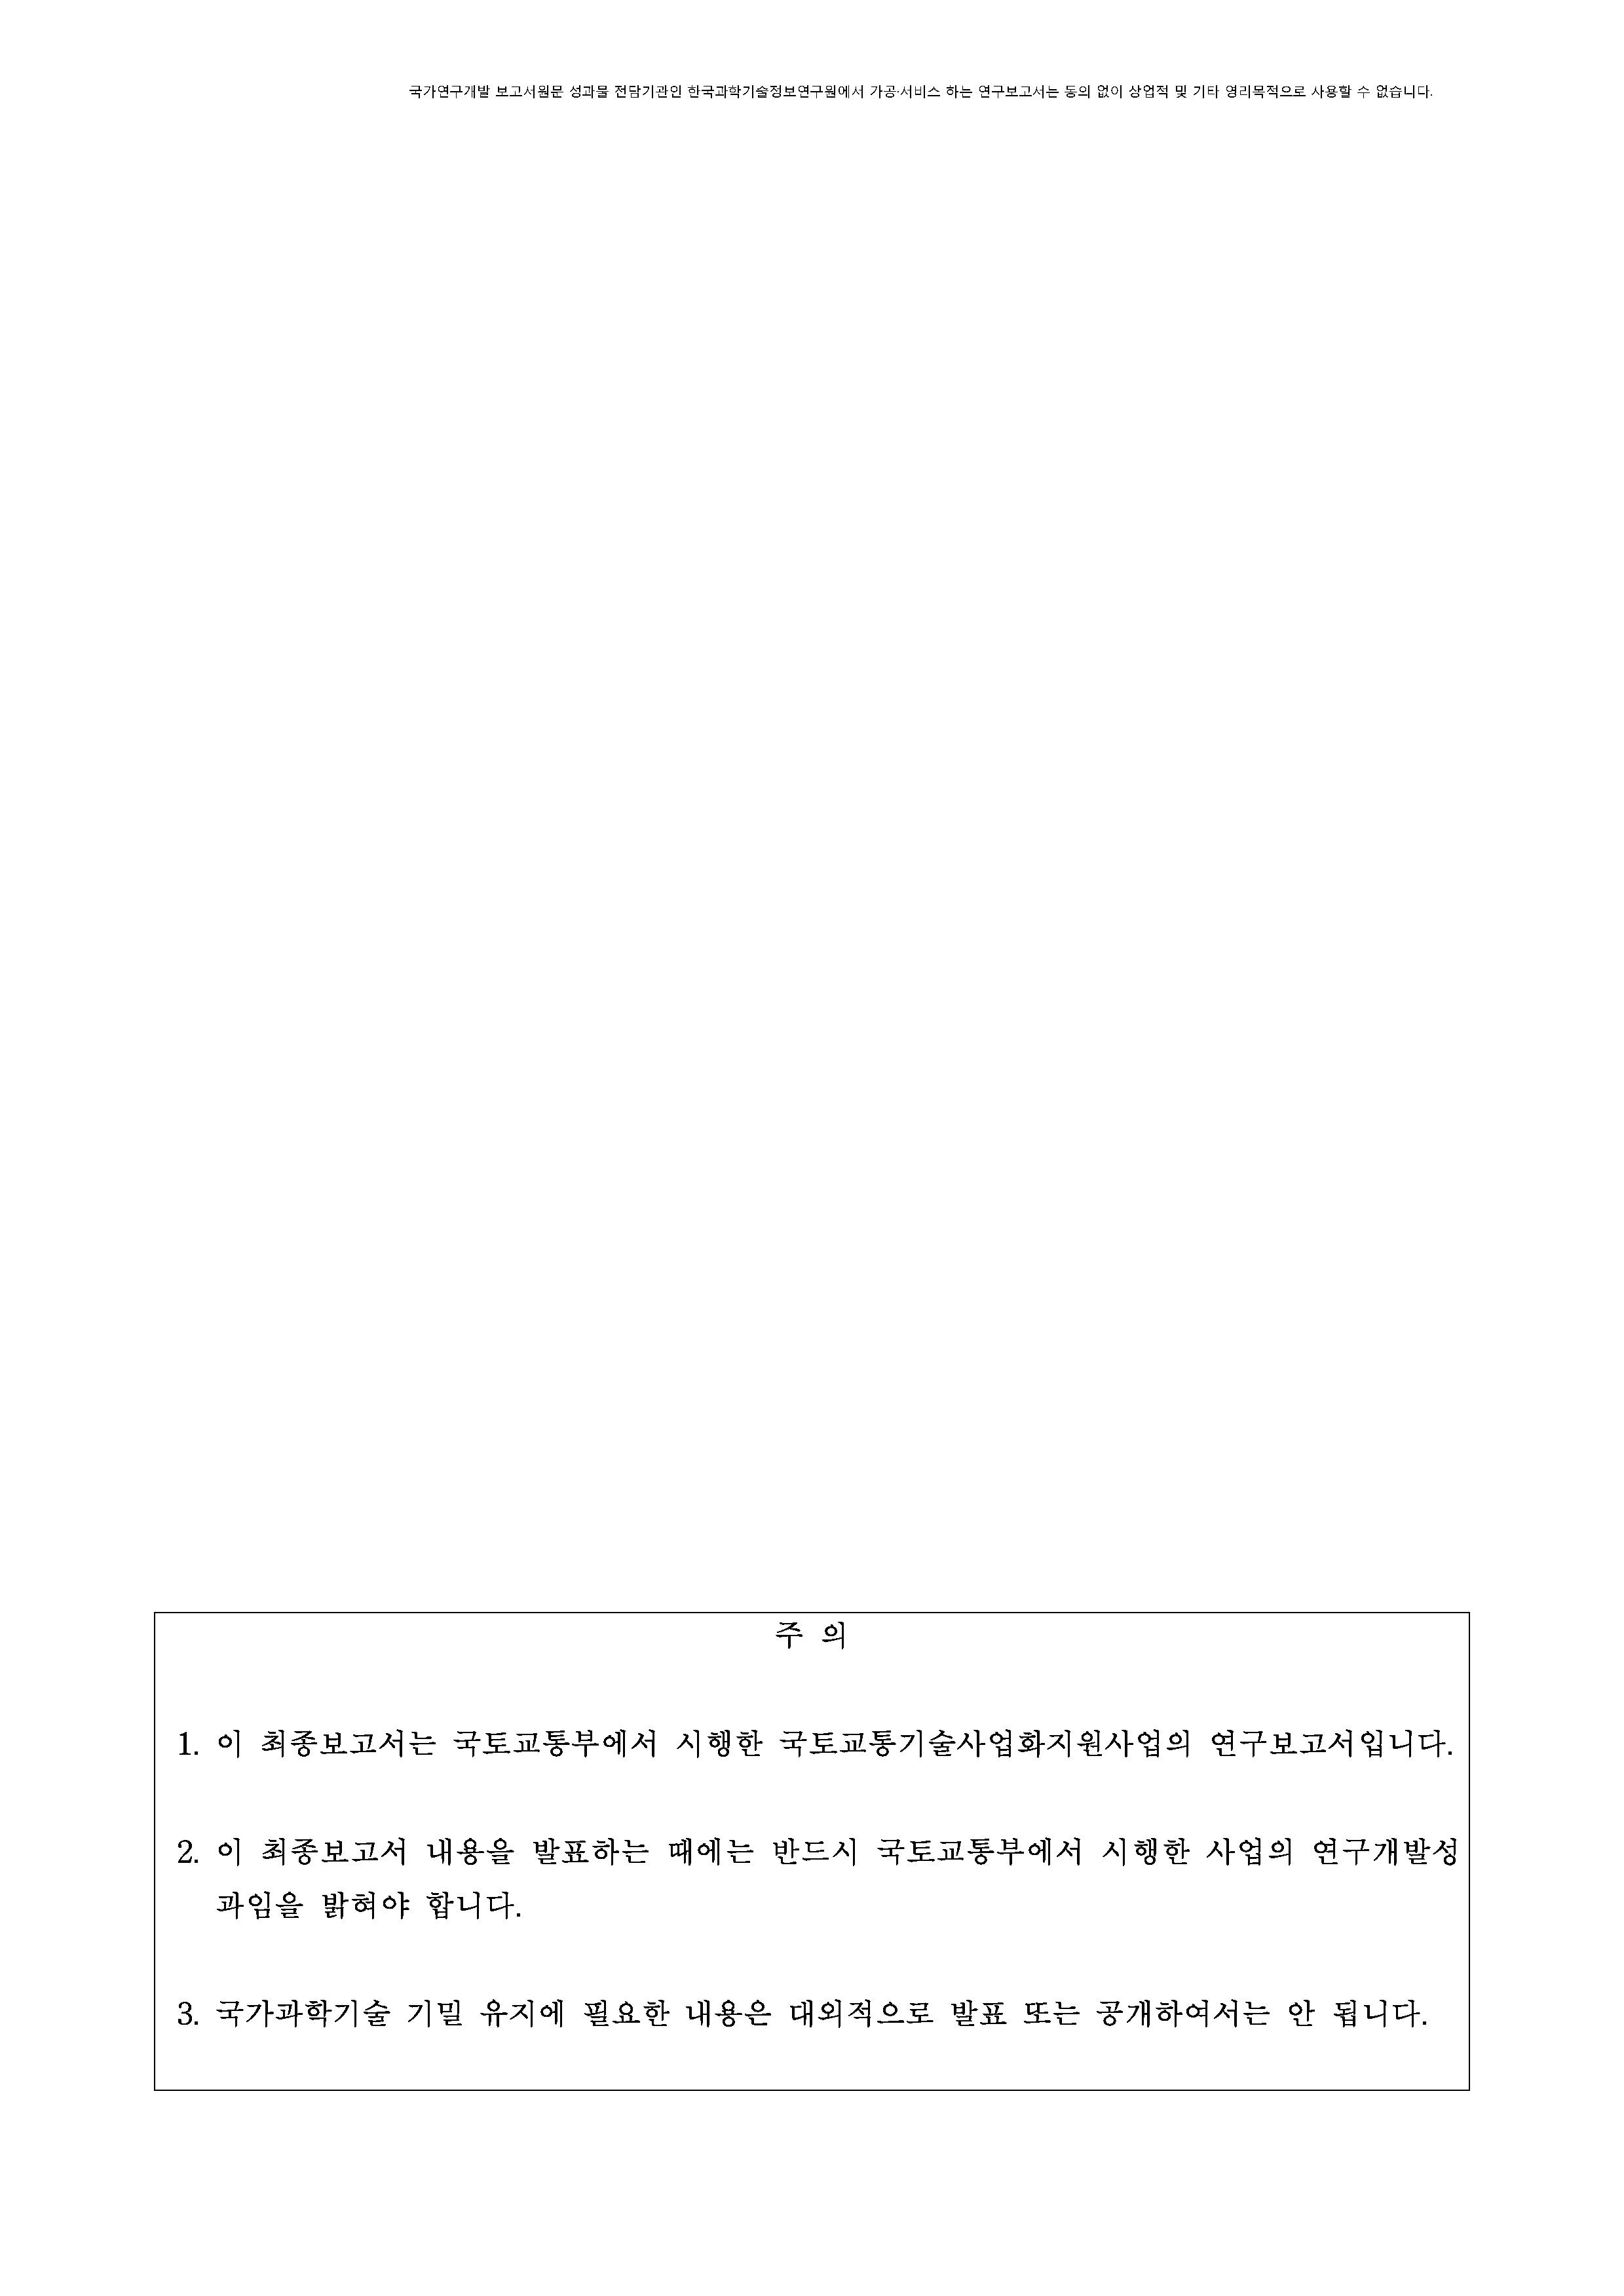 국가연구개발 보고서원문 성과물 전담기관인 한국과학기술정보연구원에서 가공·서비스 하는 연구보고서는 동의 없이 상업적 및 기타 영리목적으로 사용할 수 없습니다.
주 의
1. 이 최종보고서는 국토교통부에서 시행한 국토교통기술사업화지원사업의 연구보고서입니다.
2. 이 최종보고서 내용을 발표하는 때에는 반드시 국토교통부에서 시행한 사업의 연구개발성
과임을 밝혀야 합니다.
3. 국가과학기술 기밀 유지에 필요한 내용은 대외적으로 발표 또는 공개하여서는 안 됩니다.